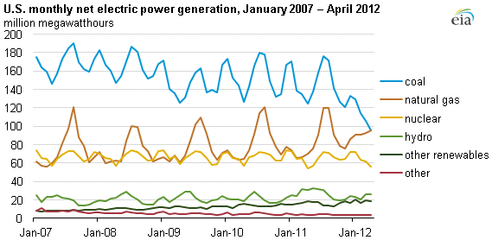 U.S. monthly net electric power generation, January 2007 – April 2012
million megawatthours
eia
200
180
160
140
120
100
80
60
40
20
0
Jan-07 Jan-08 Jan-09 Jan-10 Jan-11 Jan-12
coal
natural gas
nuclear
hydro
other renewables
other